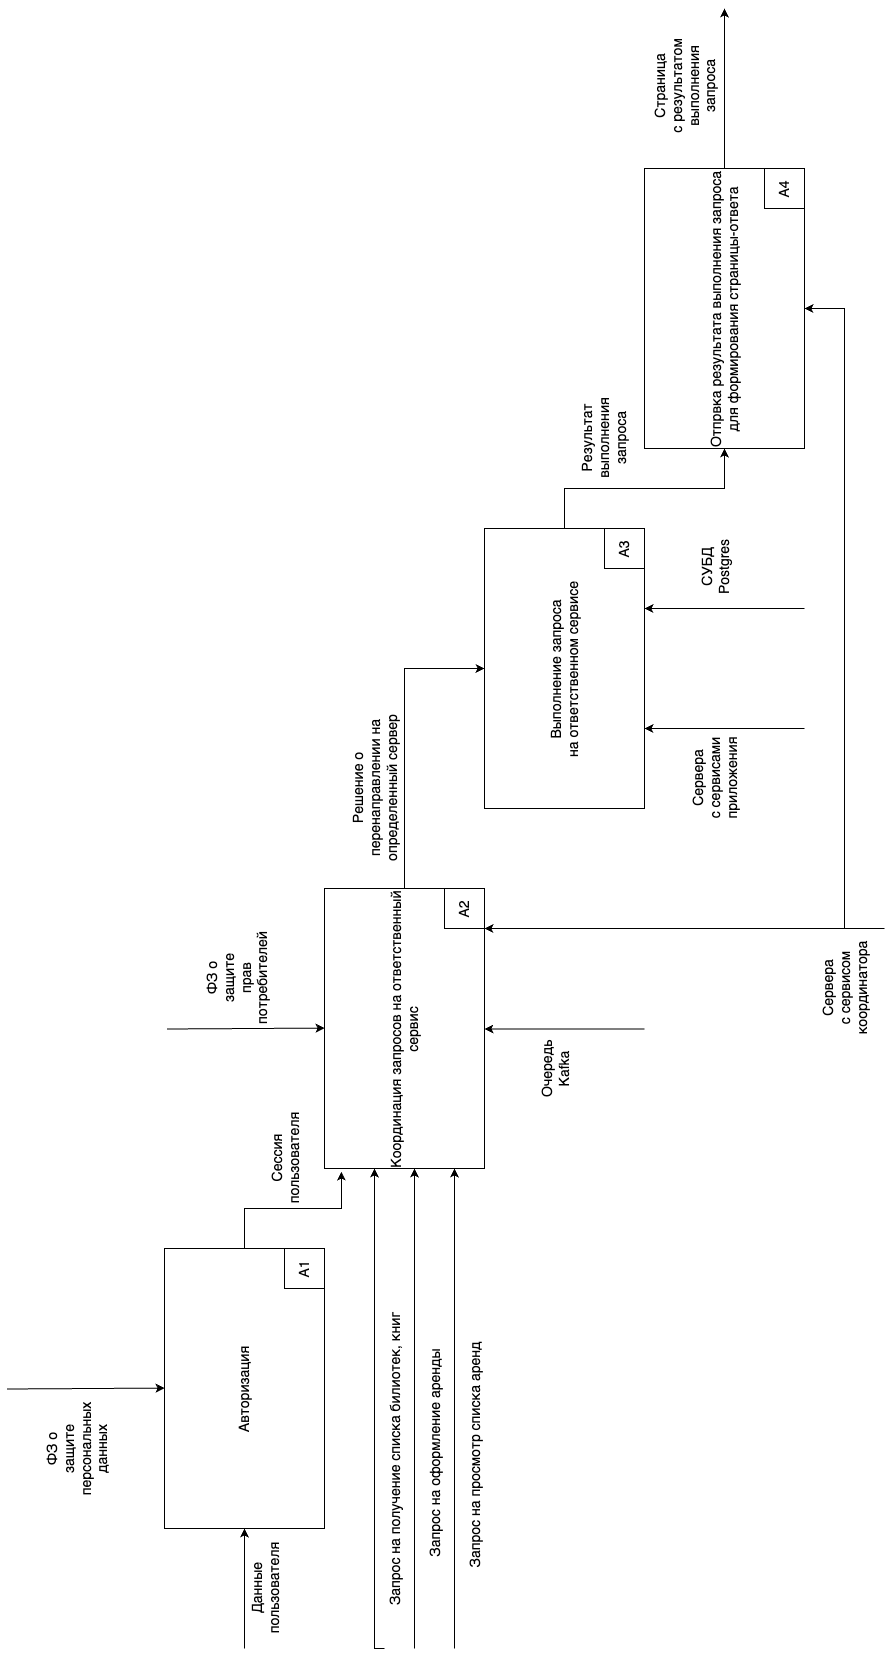 ФЗ о
защите
персональных
данных
Данные
пользователя
Авторизация
A1
Сессия
пользователя
ФЗ о
защите
прав
потребителей
Запрос на получение списка билиотек, книг
Запрос на оформление аренды
Запрос на просмотр списка аренд
Координация запросов на ответственный
сервис
A2
Очередь
Kafka
Решение о
перенаправлении на
определенный сервер
Выполнение запроса
на ответственном сервисе
A3
Сервера
с сервисами
приложения
СУБД
Postgres
Сервера
с сервисом
координатора
Результат
выполнения
запроса
Отпрвка результата выполнения запроса
для формирования страницы-ответа
A4
Страница
с результатом
выполнения
запроса